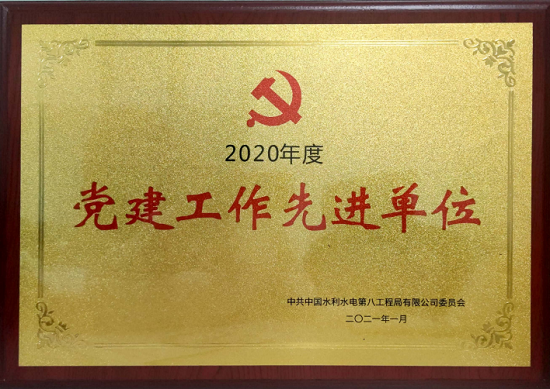 2020年度
党建工作先进单位
中共中国水利水电第八工程局有限公司委员会
二〇二一年一月